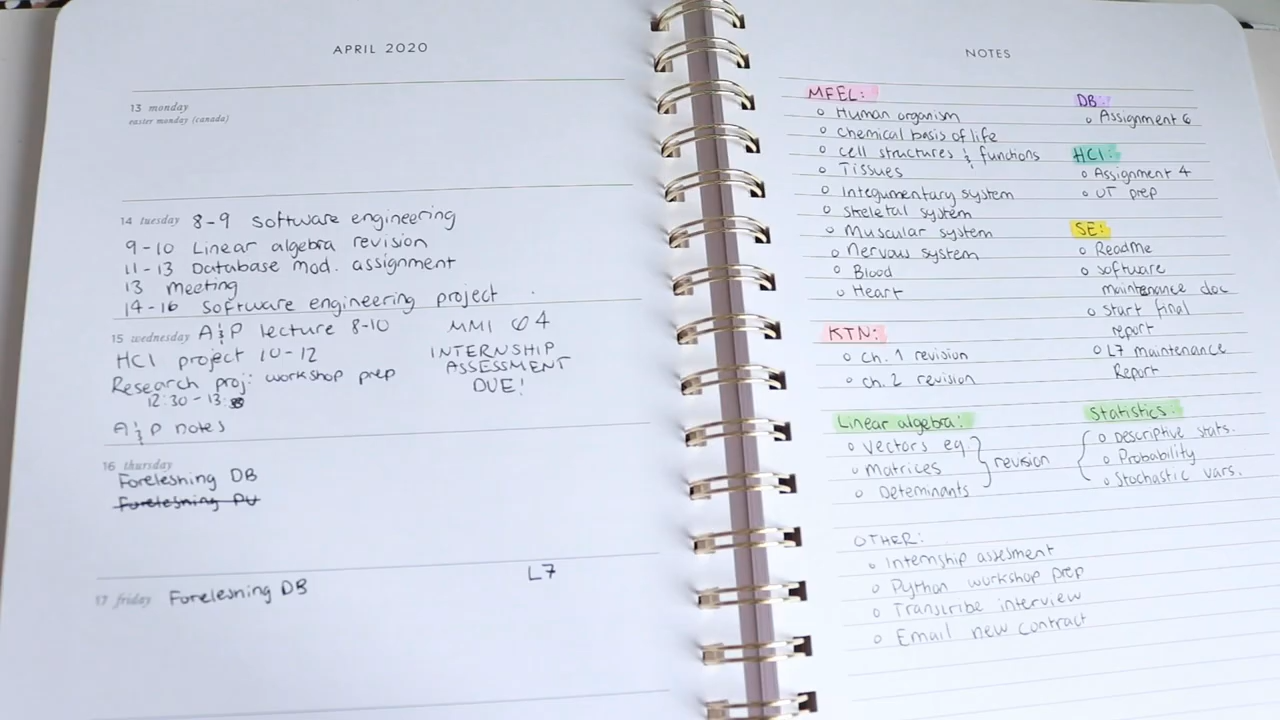 APRIL 2020
13 monday
easter monday (canada)
14 tuesday 8-9 Software engineering
9-10 Linear algebra revision
11-13 Database mod. assignment
13 meeting
14-16 Software engineering project
15 wednesday A&P lecture 8-10
HCI project 10-12
Research proj: workshop prep
12:30-13:
A&P notes
MMI Ø4
INTERNSHIP
ASSESSMENT
DUE!
16 thursday
Forelesning DB
Forelesning
17 friday Forelesning DB
L7
NOTES
MFEL:
Human organism
Chemical basis of life
Cell structures & functions
Tissues
Integumentary system
Skeletal system
Muscular system
Nervous system
Blood
Heart
KTN:
Ch. 1 revision
Ch. 2 revision
Linear algebra:
Vectors eq.
Matrices
Deteminants
revision
DB:
Assignment 6
HCI:
Assignment 4
UT prep
SE:
Readme
Software
maintenance doc
Start final
report
L7 maintenance
Report
Statistics:
Descriptive stats.
Probability
Stochastic vars.
OTHER:
Internship assesment
Python workshop prep
Transcribe interview
Email new contract